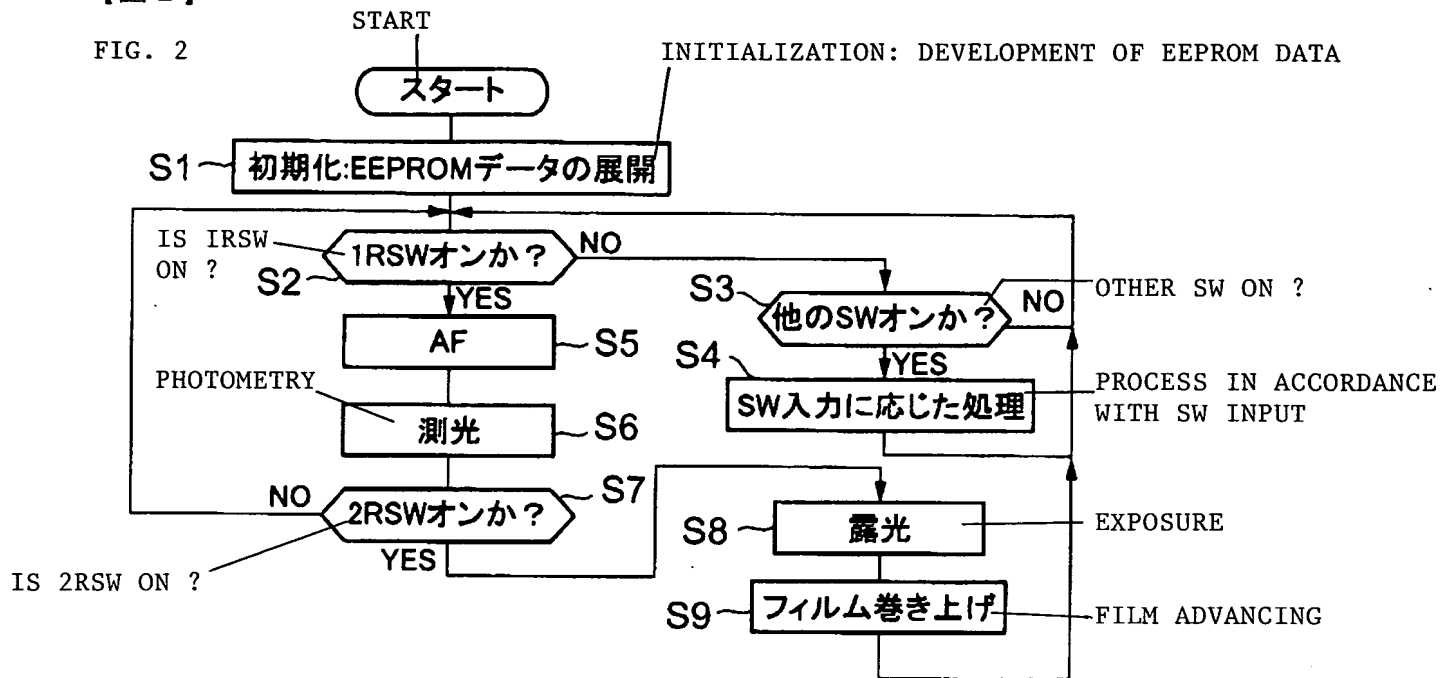 START
FIG. 2
INITIALIZATION: DEVELOPMENT OF EEPROM DATA
スタート
S1
初期化:EEPROMデータの展開
IS IRSW
ON ?
1RSWオンか?
NO
S2
YES
S3
他のSWオンか?
NO
OTHER SW ON ?
AF
S5
S4
YES
PHOTOMETRY
SW入力に応じた処理
PROCESS IN ACCORDANCE
WITH SW INPUT
測光
S6
NO
2RSWオンか?
S7
YES
IS 2RSW ON ?
S8
露光
EXPOSURE
S9
フィルム巻き上げ
FILM ADVANCING